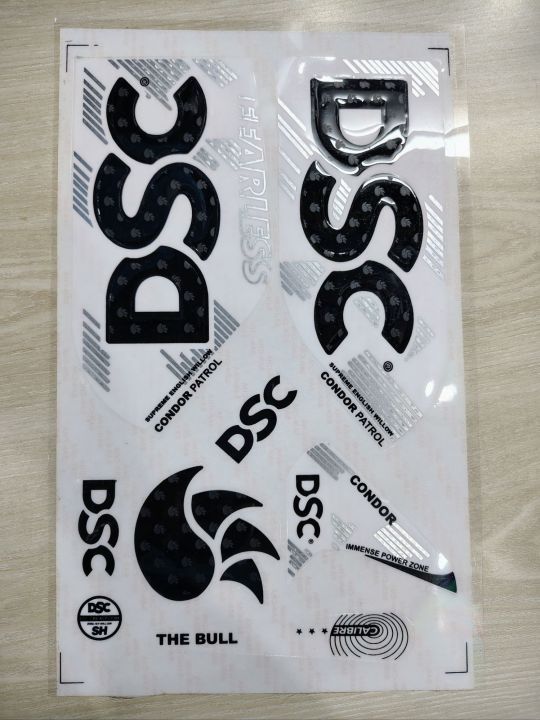 DSC®
FEARLESS
SUPREME ENGLISH WILLOW
CONDOR PATROL
DSC®
SUPREME ENGLISH WILLOW
CONDOR PATROL
DSC
DSC
DSC®
CONDOR
IMMENSE POWER ZONE
DSC
SH
THE BULL
CALIBRE